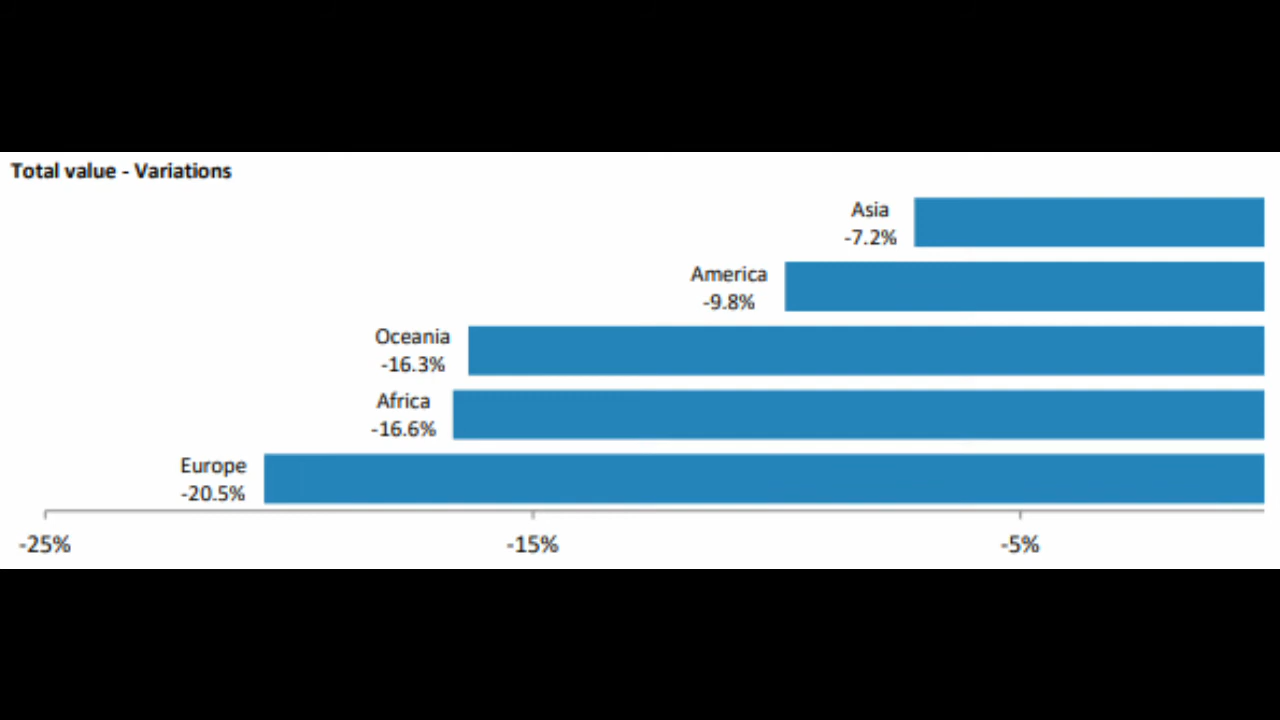 Total value - Variations
Asia
-7.2%
America
-9.8%
Oceania
-16.3%
Africa
-16.6%
Europe
-20.5%
-25%
-15%
-5%